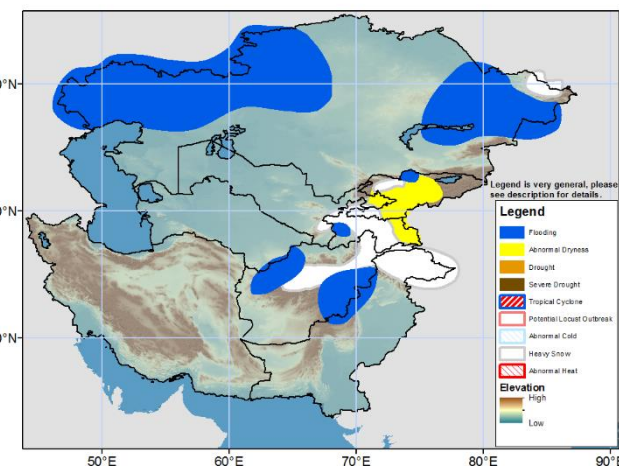 0°N
0°N
0°N
Legend is very general, please
see description for details.
Legend
Flooding
Abnormal Dryness
Drought
Severe Drought
Tropical Cyclone
Potential Locust Outbreak
Abnormal Cold
Heavy Snow
Abnormal Heat
Elevation
High
Low
50°E
60°E
70°E
80°E
90°E